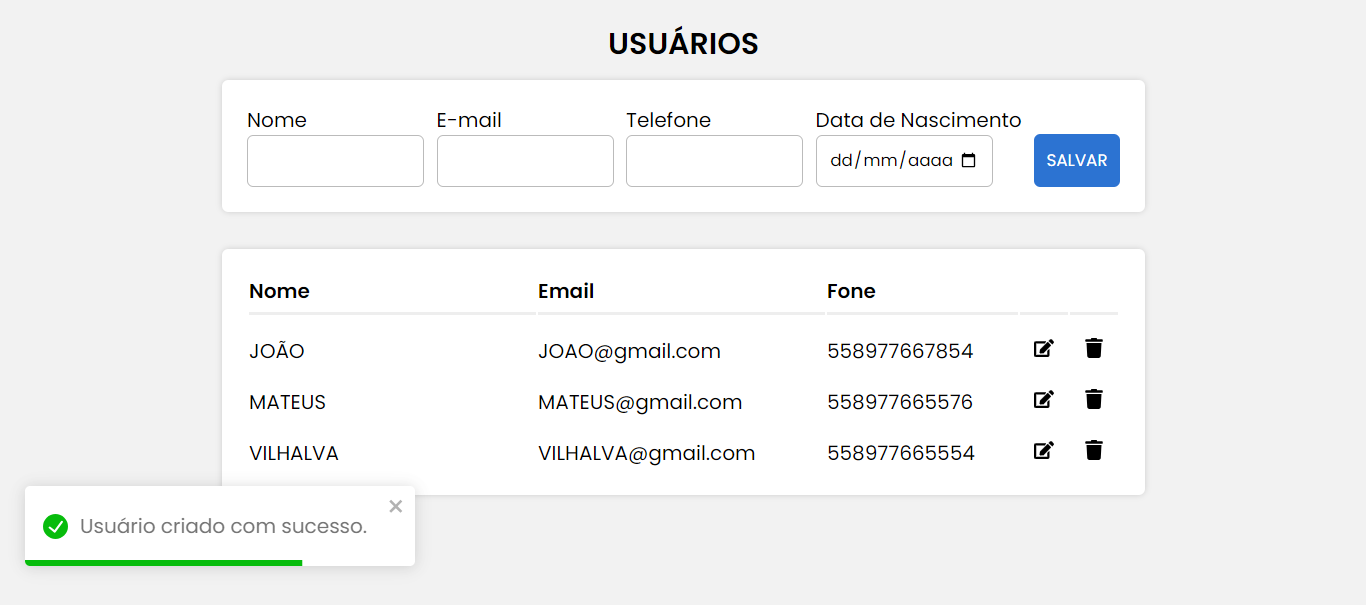 USUÁRIOS
Nome E-mail Telefone Data de Nascimento
dd/mm/aaaa SALVAR
Nome Email Fone
JOÃO JOAO@gmail.com 558977667854
MATEUS MATEUS@gmail.com 558977665576
VILHALVA VILHALVA@gmail.com 558977665554
Usuário criado com sucesso.